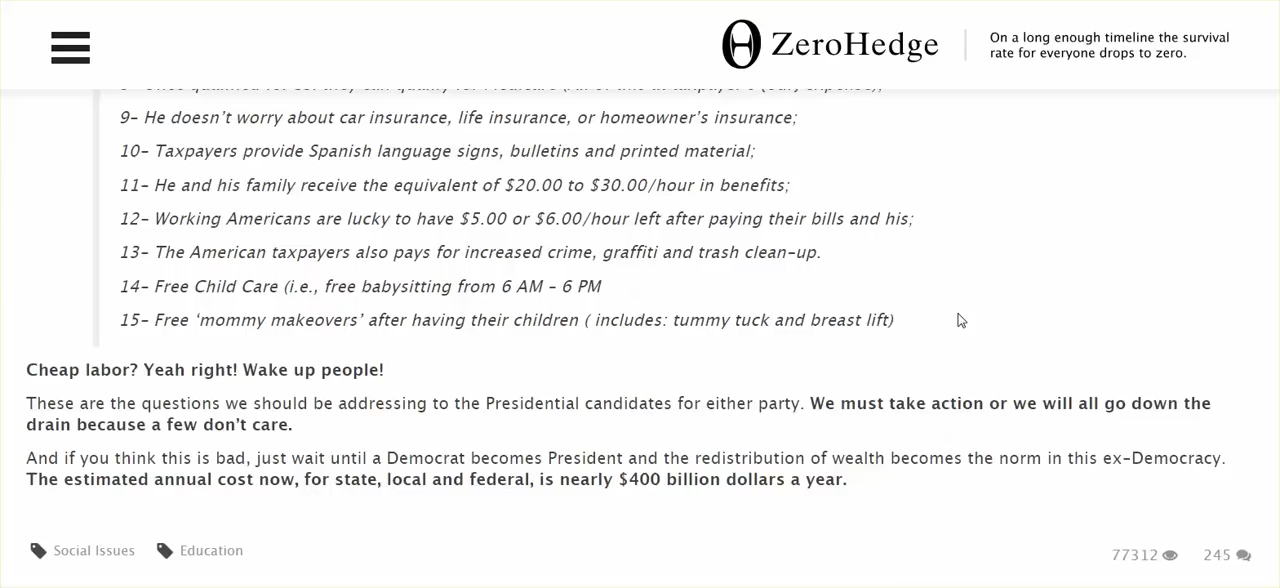 ZeroHedge
On a long enough timeline the survival
rate for everyone drops to zero.
9– He doesn’t worry about car insurance, life insurance, or homeowner’s insurance;
10– Taxpayers provide Spanish language signs, bulletins and printed material;
11– He and his family receive the equivalent of $20.00 to $30.00/hour in benefits;
12– Working Americans are lucky to have $5.00 or $6.00/hour left after paying their bills and his;
13– The American taxpayers also pays for increased crime, graffiti and trash clean–up.
14– Free Child Care (i.e., free babysitting from 6 AM – 6 PM
15– Free ‘mommy makeovers’ after having their children ( includes: tummy tuck and breast lift)
Cheap labor? Yeah right! Wake up people!
These are the questions we should be addressing to the Presidential candidates for either party. We must take action or we will all go down the
drain because a few don’t care.
And if you think this is bad, just wait until a Democrat becomes President and the redistribution of wealth becomes the norm in this ex–Democracy.
The estimated annual cost now, for state, local and federal, is nearly $400 billion dollars a year.
Social Issues Education
77312 245